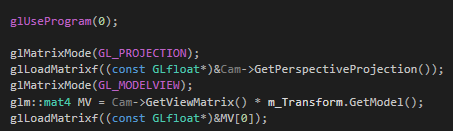 glUseProgram(0);
glMatrixMode(GL_PROJECTION);
glLoadMatrixf((const GLfloat*)&Cam->GetPerspectiveProjection());
glMatrixMode(GL_MODELVIEW);
glm::mat4 MV = Cam->GetViewMatrix() * m_Transform.GetModel();
glLoadMatrixf((const GLfloat*)&MV[0]);